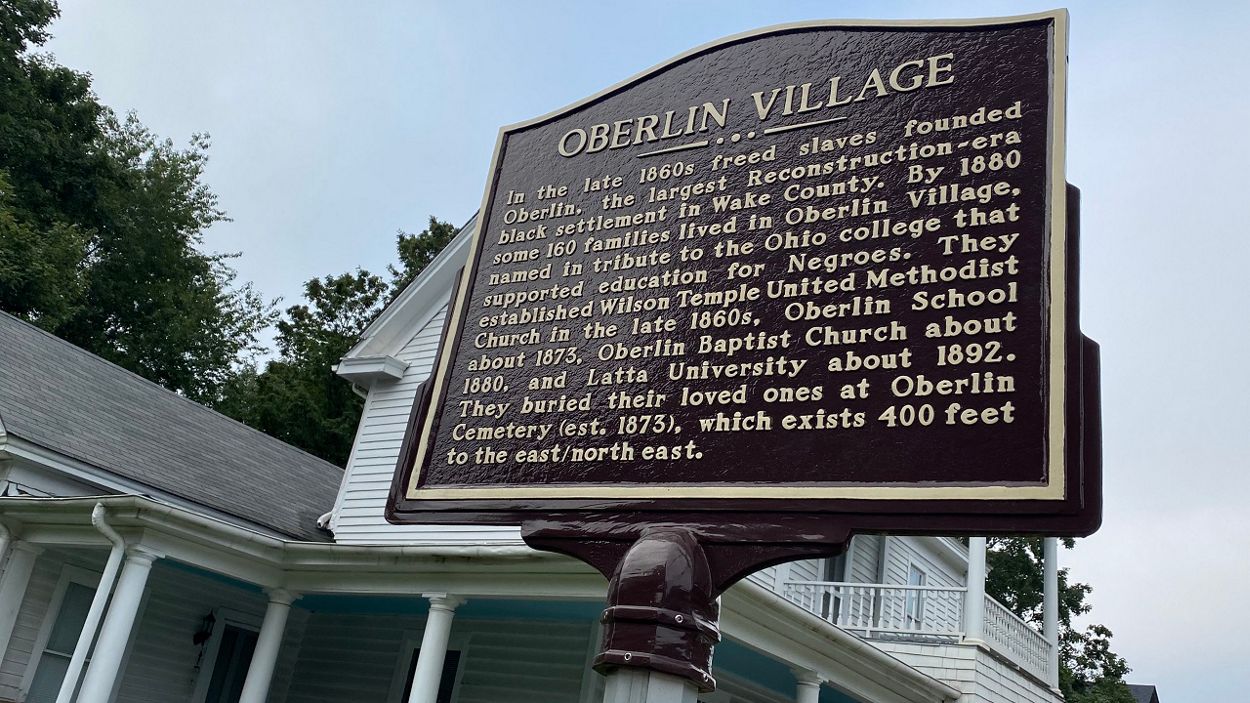 OBERLIN VILLAGE
In the late 1860s freed slaves founded
Oberlin, the largest Reconstruction-era
black settlement in Wake County. By 1880
some 160 families lived in Oberlin Village,
named in tribute to the Ohio college that
supported education for Negroes. They
established Wilson Temple United Methodist
Church in the late 1860s, Oberlin School
about 1873, Oberlin Baptist Church about
1880, and Latta University about 1892.
They buried their loved ones at Oberlin
Cemetery (est. 1873), which exists 400 feet
to the east/north east.